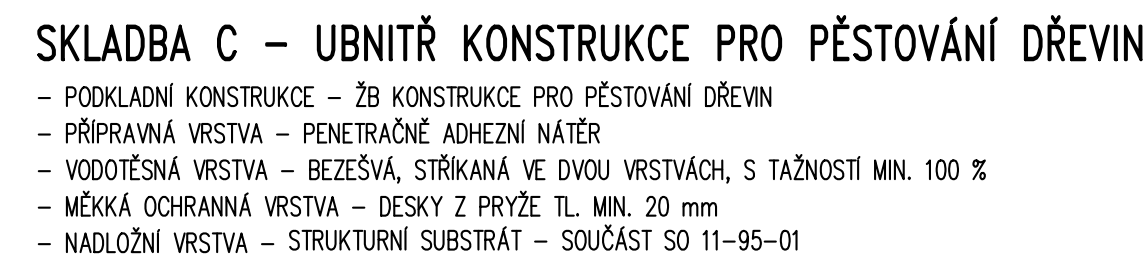 SKLADBA C – UBNITŘ KONSTRUKCE PRO PĚSTOVÁNÍ DŘEVIN
– PODKLADNÍ KONSTRUKCE – ŽB KONSTRUKCE PRO PĚSTOVÁNÍ DŘEVIN
– PŘÍPRAVNÁ VRSTVA – PENETRAČNĚ ADHEZNÍ NÁTĚR
– VODOTĚSNÁ VRSTVA – BEZEŠVÁ, STŘÍKANÁ VE DVOU VRSTVÁCH, S TAŽNOSTÍ MIN. 100 %
– MĚKKÁ OCHRANNÁ VRSTVA – DESKY Z PRYŽE TL. MIN. 20 mm
– NADLOŽNÍ VRSTVA – STRUKTURNÍ SUBSTRÁT – SOUČÁST SO 11–95–01